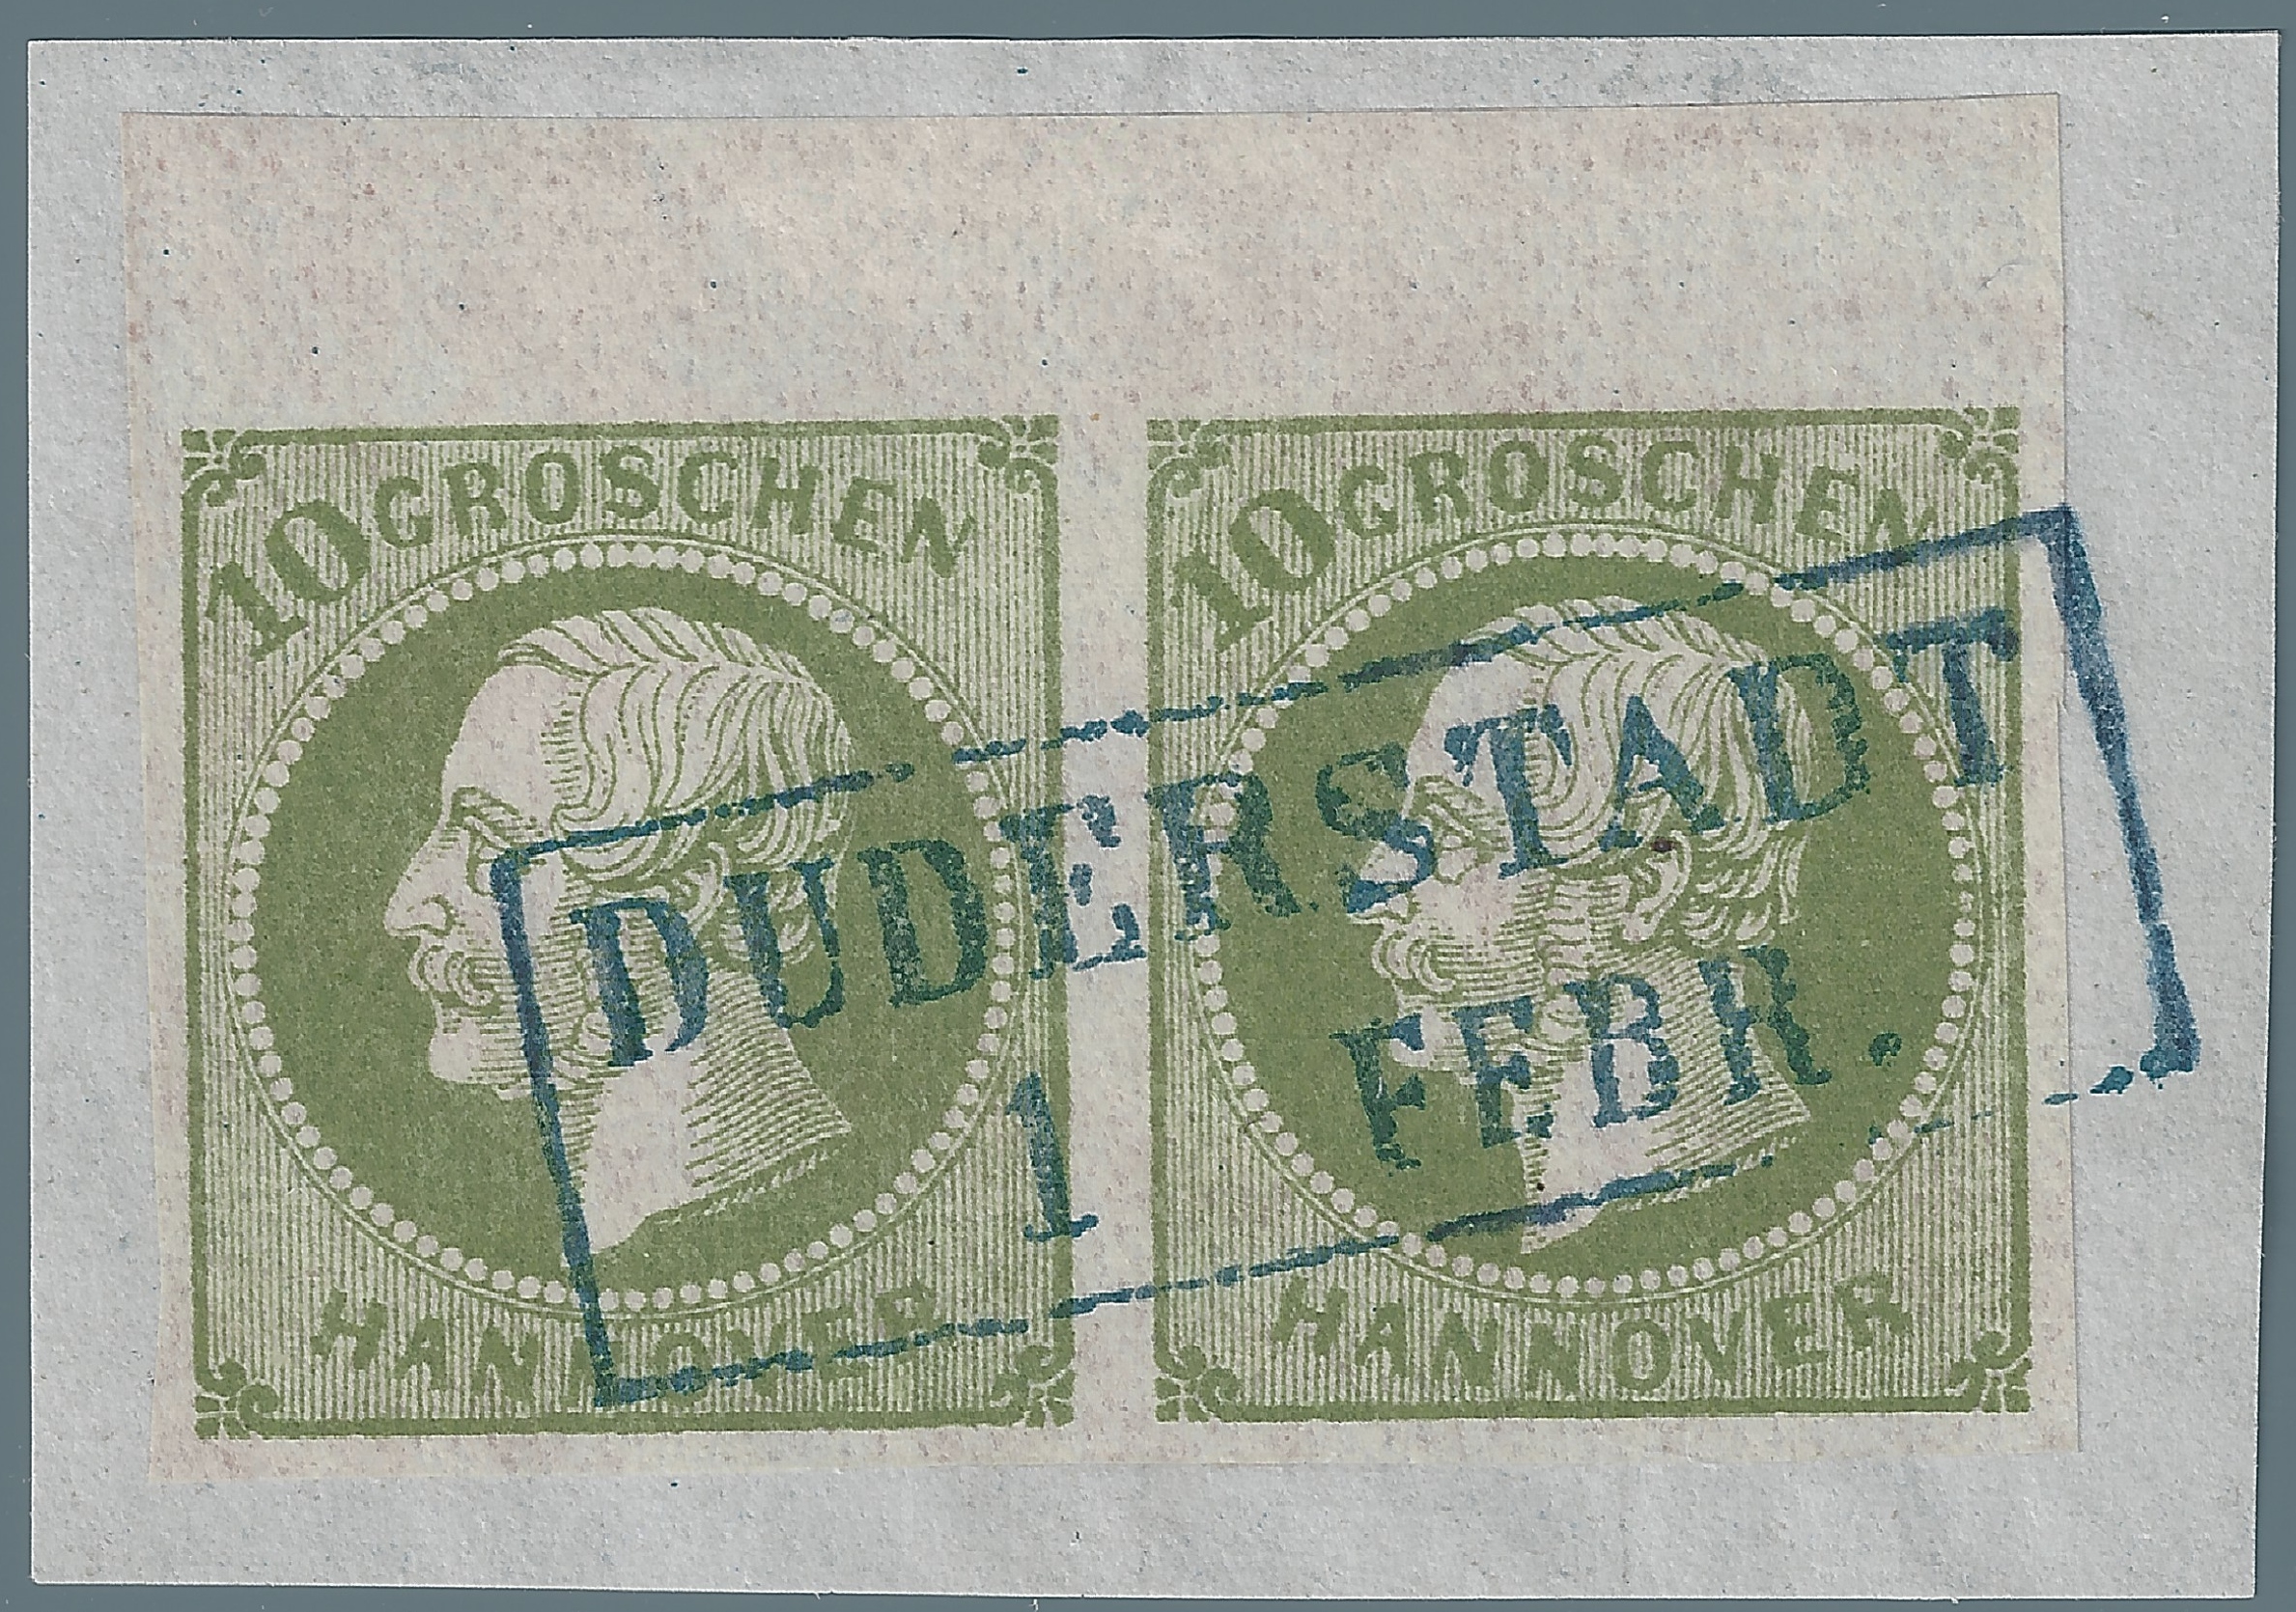 10 GROSCHEN
HANNOVER
10 GROSCHEN
HANNOVER
DUDERSTADT
1 FEBR.